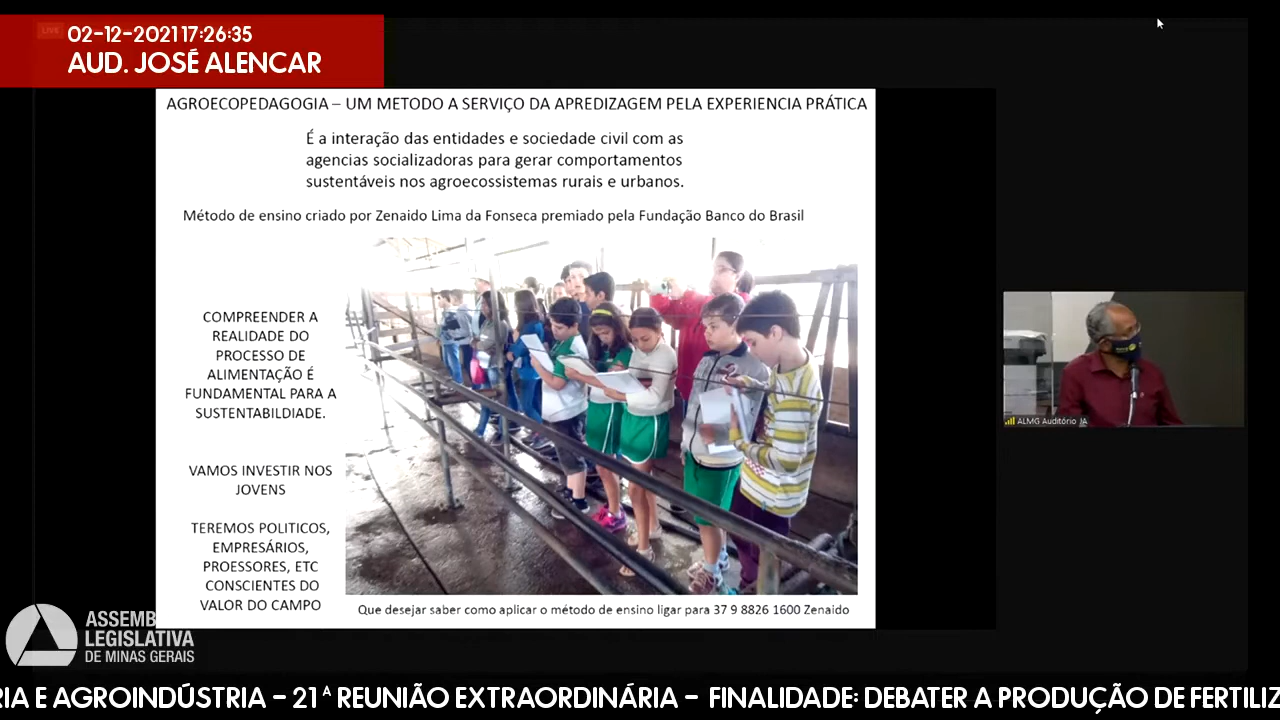 LIVE
02-12-2021 17:26:35
AUD. JOSÉ ALENCAR
AGROECOPEDAGOGIA – UM METODO A SERVIÇO DA APREDIZAGEM PELA EXPERIENCIA PRÁTICA
É a interação das entidades e sociedade civil com as
agencias socializadoras para gerar comportamentos
sustentáveis nos agroecossistemas rurais e urbanos.
Método de ensino criado por Zenaido Lima da Fonseca premiado pela Fundação Banco do Brasil
COMPREENDER A
REALIDADE DO
PROCESSO DE
ALIMENTAÇÃO É
FUNDAMENTAL PARA A
SUSTENTABILDIADE.
VAMOS INVESTIR NOS
JOVENS
TEREMOS POLITICOS,
EMPRESÁRIOS,
PROESSORES, ETC
CONSCIENTES DO
VALOR DO CAMPO
Que desejar saber como aplicar o método de ensino ligar para 37 9 8826 1600 Zenaido
ALMG Auditório JA
ASSEMB
LEGISLATIVA
DE MINAS GERAIS
RIA E AGROINDÚSTRIA - 21ª REUNIÃO EXTRAORDINÁRIA - FINALIDADE: DEBATER A PRODUÇÃO DE FERTILIZ